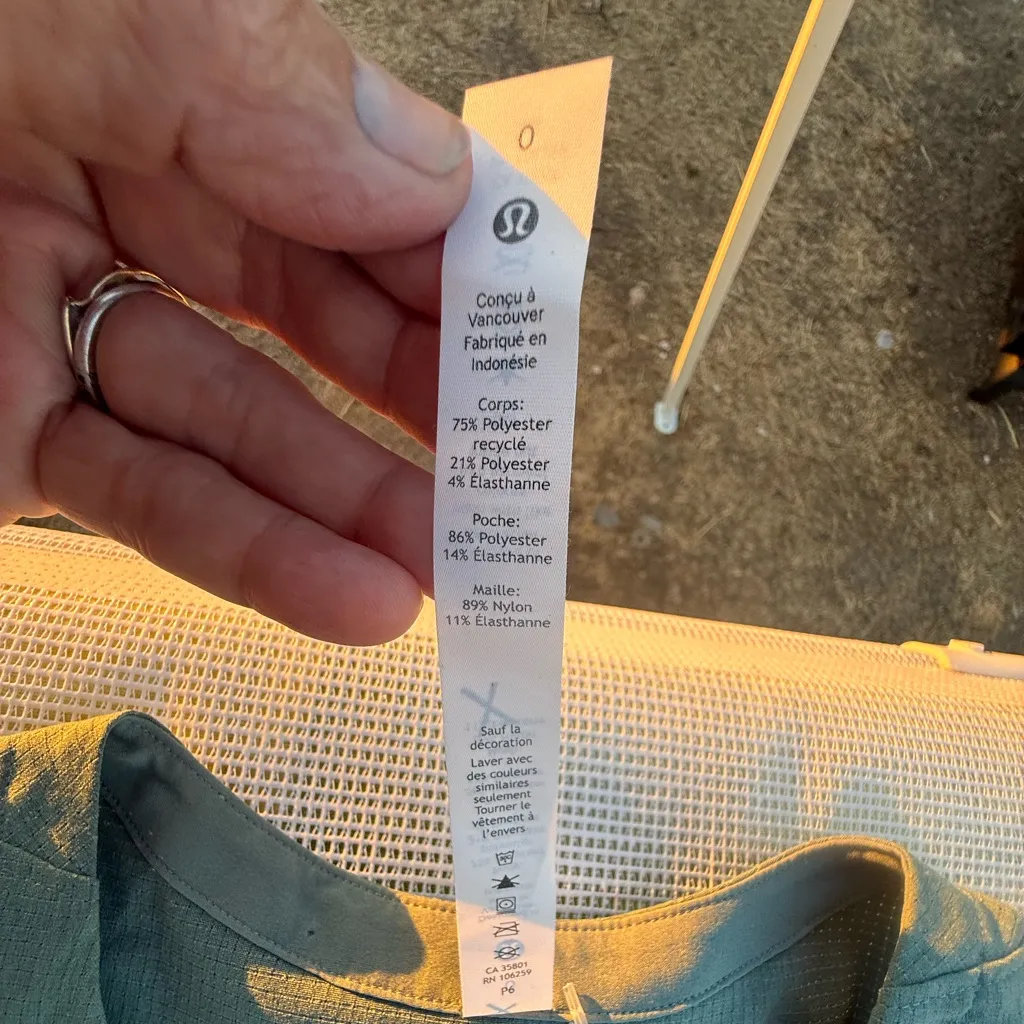 0
Conçu à
Vancouver
Fabriqué en
Indonésie
Corps:
75% Polyester
recyclé
21% Polyester
4% Élasthanne
Poche:
86% Polyester
14% Élasthanne
Maille:
89% Nylon
11% Élasthanne
Sauf la
décoration
Laver avec
des couleurs
similaires
seulement
Tourner le
vêtement à
l'envers
CA 35801
RN 106259
P6